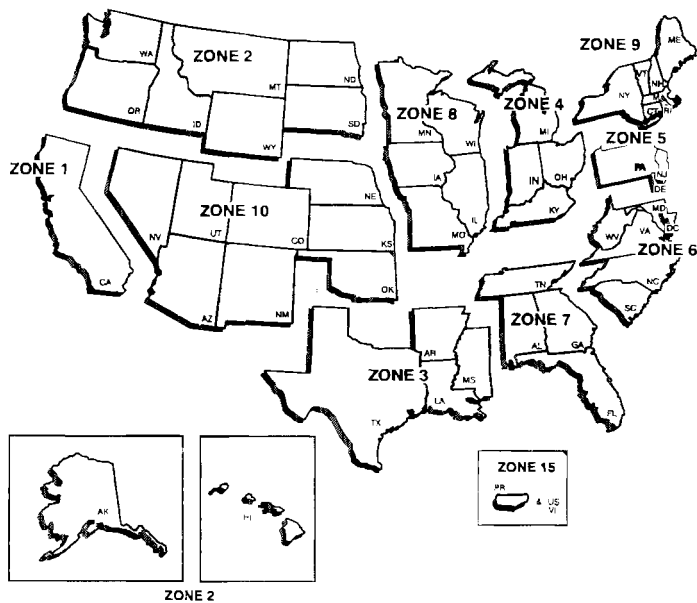 ZONE 9
ME
WA
ZONE 2
VT
NH
MT
ND
NY
MA
CT
RI
ZONE 8
ZONE 4
OR
ID
SD
MN
WI
MI
ZONE 5
WY
PA
NJ
ZONE 1
IA
IN
OH
DE
NE
MD
DC
ZONE 10
IL
KY
WV
VA
NV
UT
CO
KS
MO
ZONE 6
CA
TN
NC
OK
SC
AZ
NM
ZONE 7
AR
AL
GA
ZONE 3
MS
LA
TX
FL
ZONE 15
PR
& US
VI
AK
HI
ZONE 2